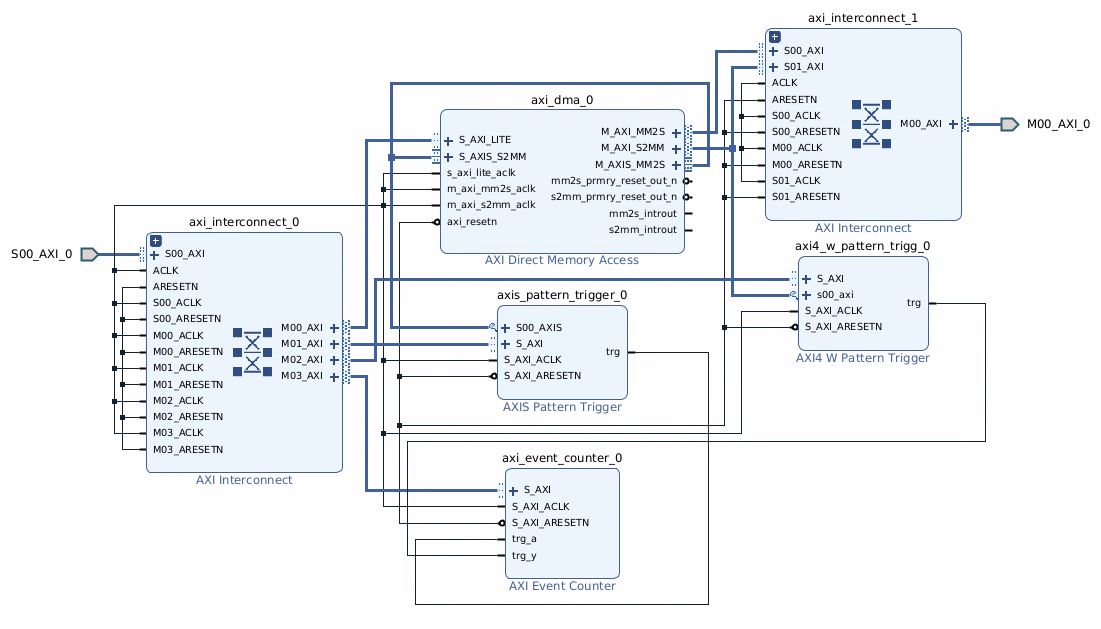 axi_interconnect_1
S00_AXI
S01_AXI
ACLK
ARESETN
S00_ACLK
S00_ARESETN
M00_ACLK
M00_ARESETN
S01_ACLK
S01_ARESETN
M00_AXI
AXI Interconnect
M00_AXI_0
axi_dma_0
S_AXI_LITE
S_AXIS_S2MM
s_axi_lite_aclk
m_axi_mm2s_aclk
m_axi_s2mm_aclk
axi_resetn
M_AXI_MM2S
M_AXI_S2MM
M_AXIS_MM2S
mm2s_prmry_reset_out_n
s2mm_prmry_reset_out_n
mm2s_introut
s2mm_introut
AXI Direct Memory Access
S00_AXI_0
axi_interconnect_0
S00_AXI
ACLK
ARESETN
S00_ACLK
S00_ARESETN
M00_ACLK
M00_ARESETN
M01_ACLK
M01_ARESETN
M02_ACLK
M02_ARESETN
M03_ACLK
M03_ARESETN
M00_AXI
M01_AXI
M02_AXI
M03_AXI
AXI Interconnect
axi4_w_pattern_trigg_0
S_AXI
s00_axi
S_AXI_ACLK
S_AXI_ARESETN
trg
AXI4 W Pattern Trigger
axis_pattern_trigger_0
S00_AXIS
S_AXI
S_AXI_ACLK
S_AXI_ARESETN
trg
AXIS Pattern Trigger
axi_event_counter_0
S_AXI
S_AXI_ACLK
S_AXI_ARESETN
trg_a
trg_y
AXI Event Counter